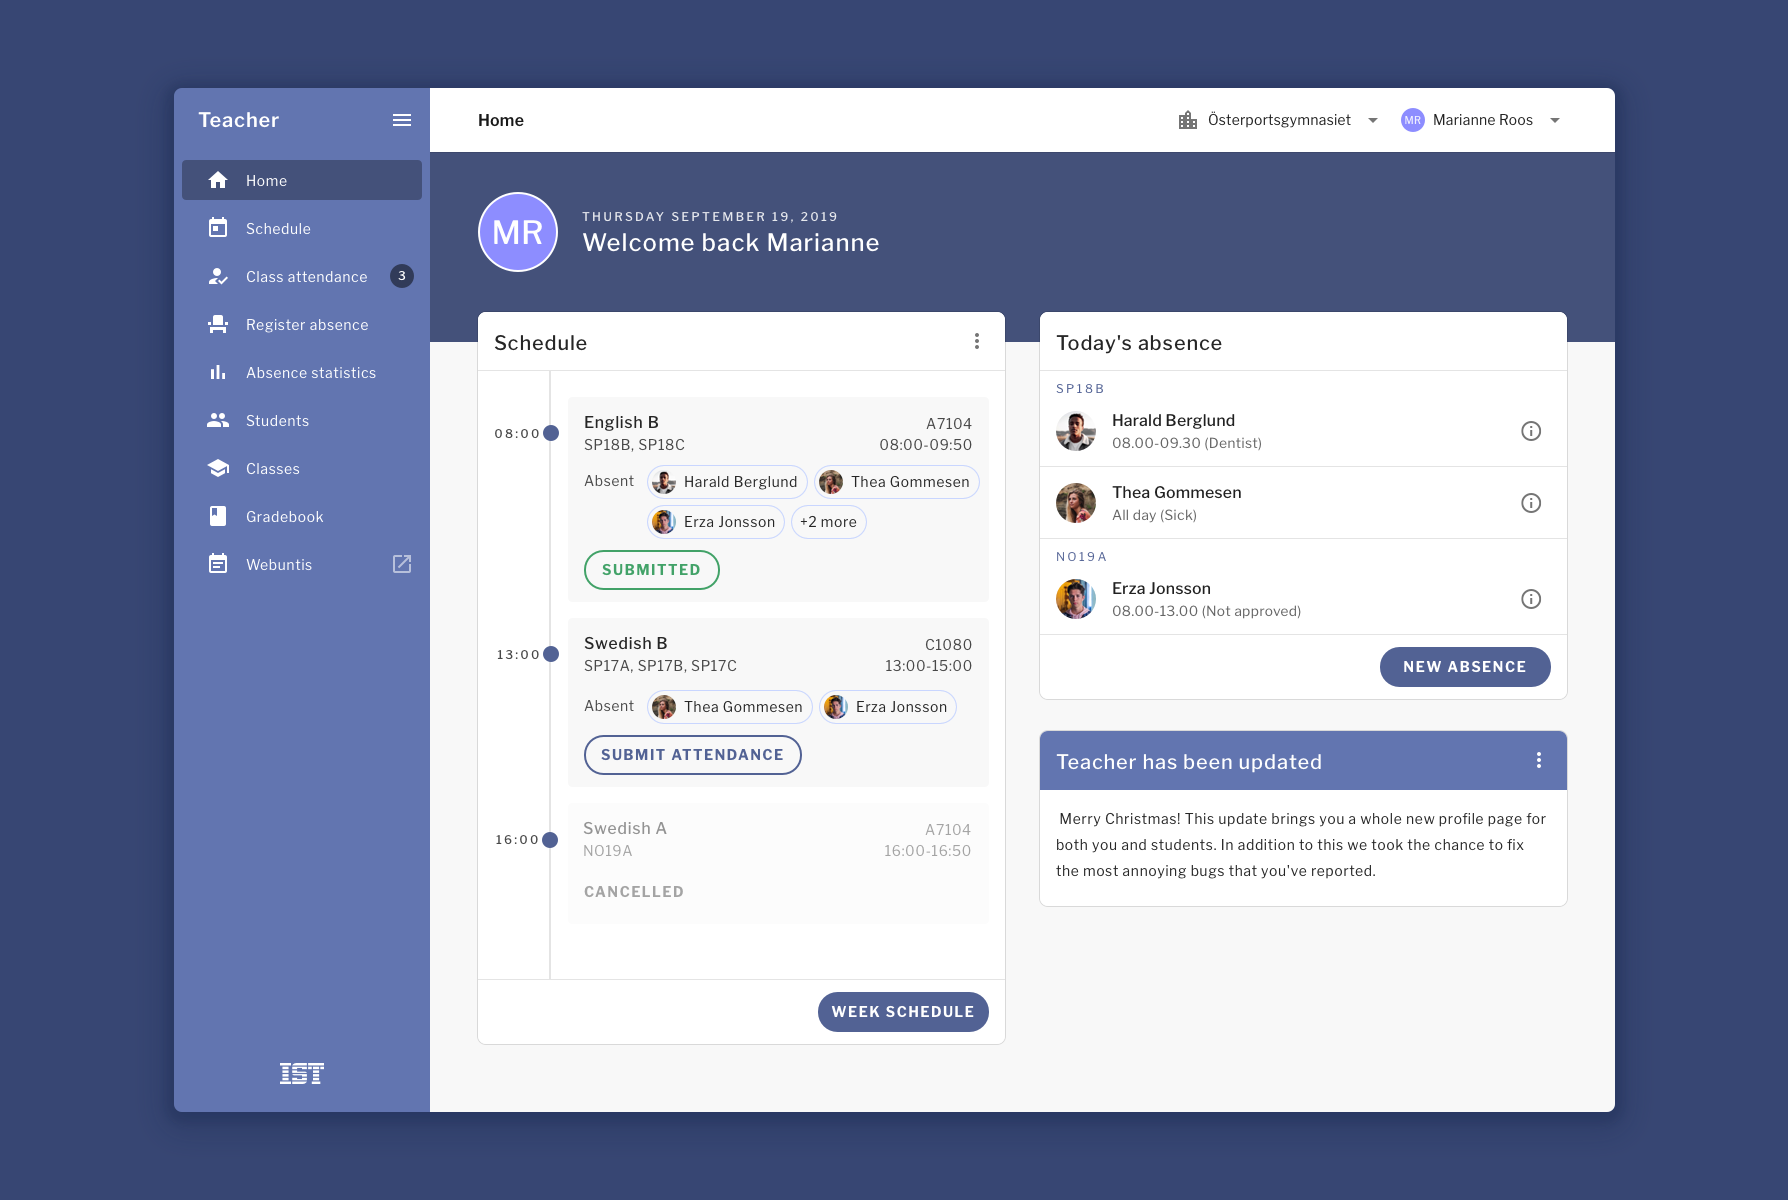 Teacher
Home
Schedule
Class attendance 3
Register absence
Absence statistics
Students
Classes
Gradebook
Webuntis
IST
Home
Österportsgymnasiet
MR Marianne Roos
MR
THURSDAY SEPTEMBER 19, 2019
Welcome back Marianne
Schedule
08:00
English B A7104
SP18B, SP18C 08:00-09:50
Absent Harald Berglund Thea Gommesen
Erza Jonsson +2 more
SUBMITTED
13:00
Swedish B C1080
SP17A, SP17B, SP17C 13:00-15:00
Absent Thea Gommesen Erza Jonsson
SUBMIT ATTENDANCE
16:00
Swedish A A7104
NO19A 16:00-16:50
CANCELLED
WEEK SCHEDULE
Today's absence
SP18B
Harald Berglund
08.00-09.30 (Dentist)
Thea Gommesen
All day (Sick)
NO19A
Erza Jonsson
08.00-13.00 (Not approved)
NEW ABSENCE
Teacher has been updated
Merry Christmas! This update brings you a whole new profile page for
both you and students. In addition to this we took the chance to fix
the most annoying bugs that you've reported.